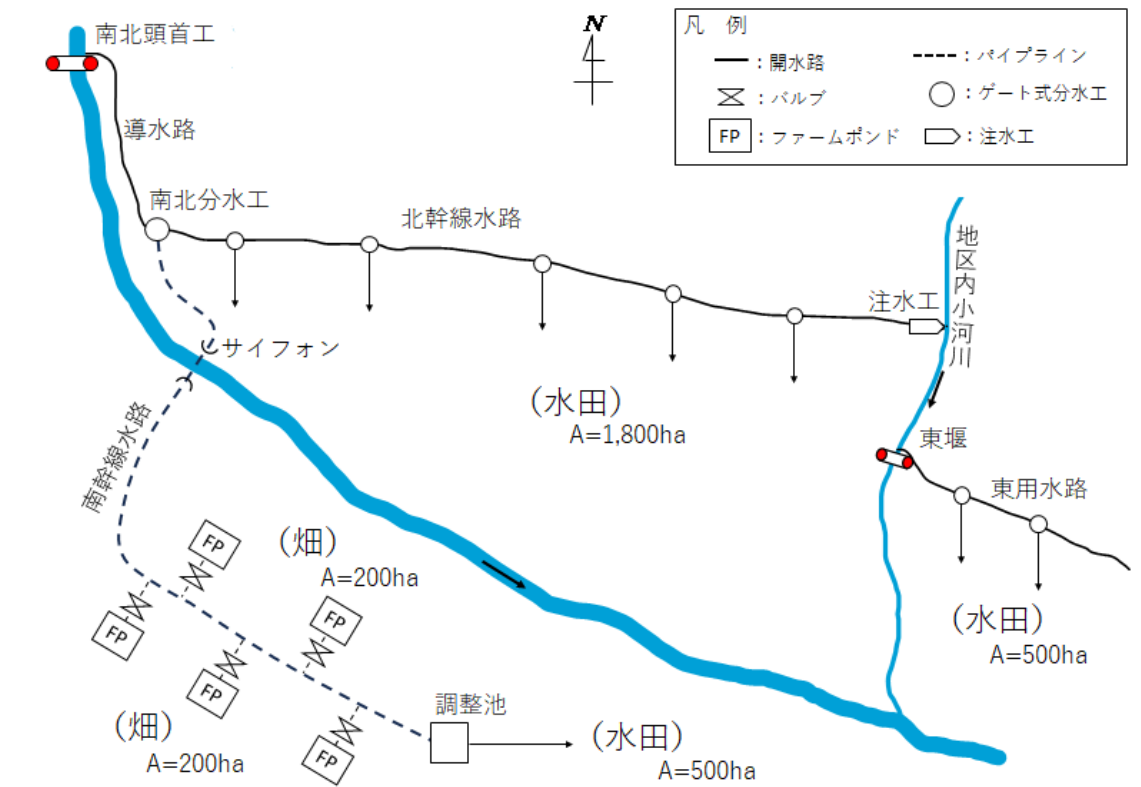 南北頭首工
N
凡 例
：開水路
：パイプライン
：バルブ
：ゲート式分水工
FP：ファームポンド
：注水工
導水路
南北分水工
北幹線水路
地区内小河川
注水工
サイフォン
（水田）
A=1,800ha
東堰
南幹線水路
東用水路
（畑）
A=200ha
FP
FP
FP
FP
FP
（水田）
A=500ha
調整池
（畑）
A=200ha
（水田）
A=500ha